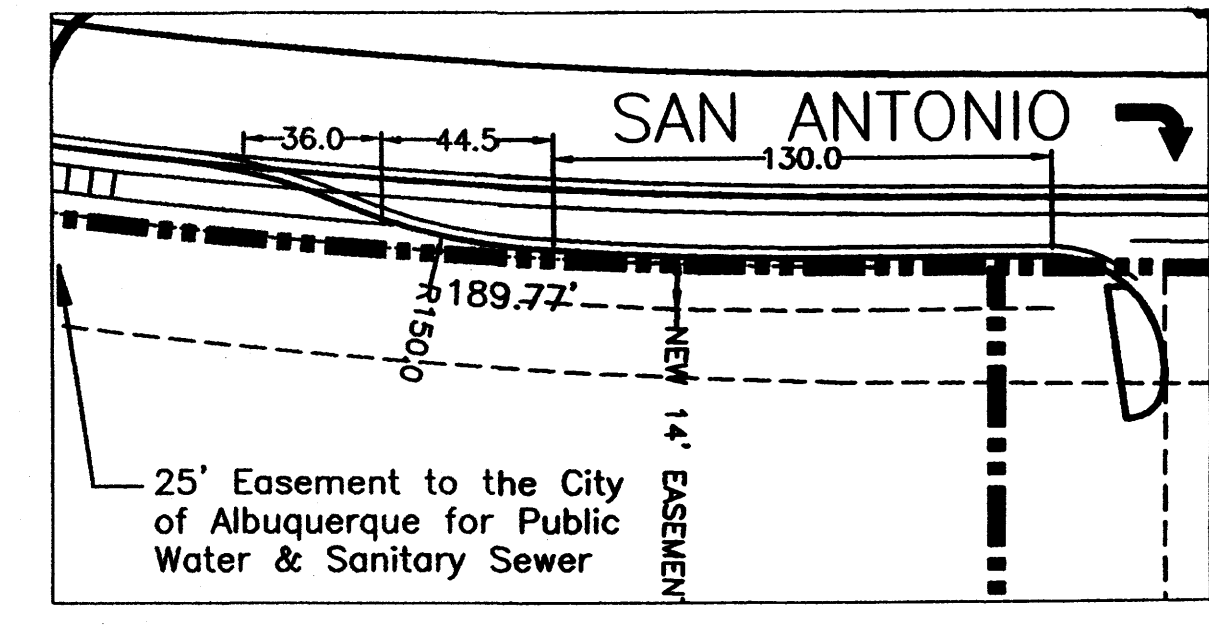 SAN ANTONIO
36.0
44.5
130.0
189.77'
R150.0
NEW 14' EASEMEN
25' Easement to the City
of Albuquerque for Public
Water & Sanitary Sewer